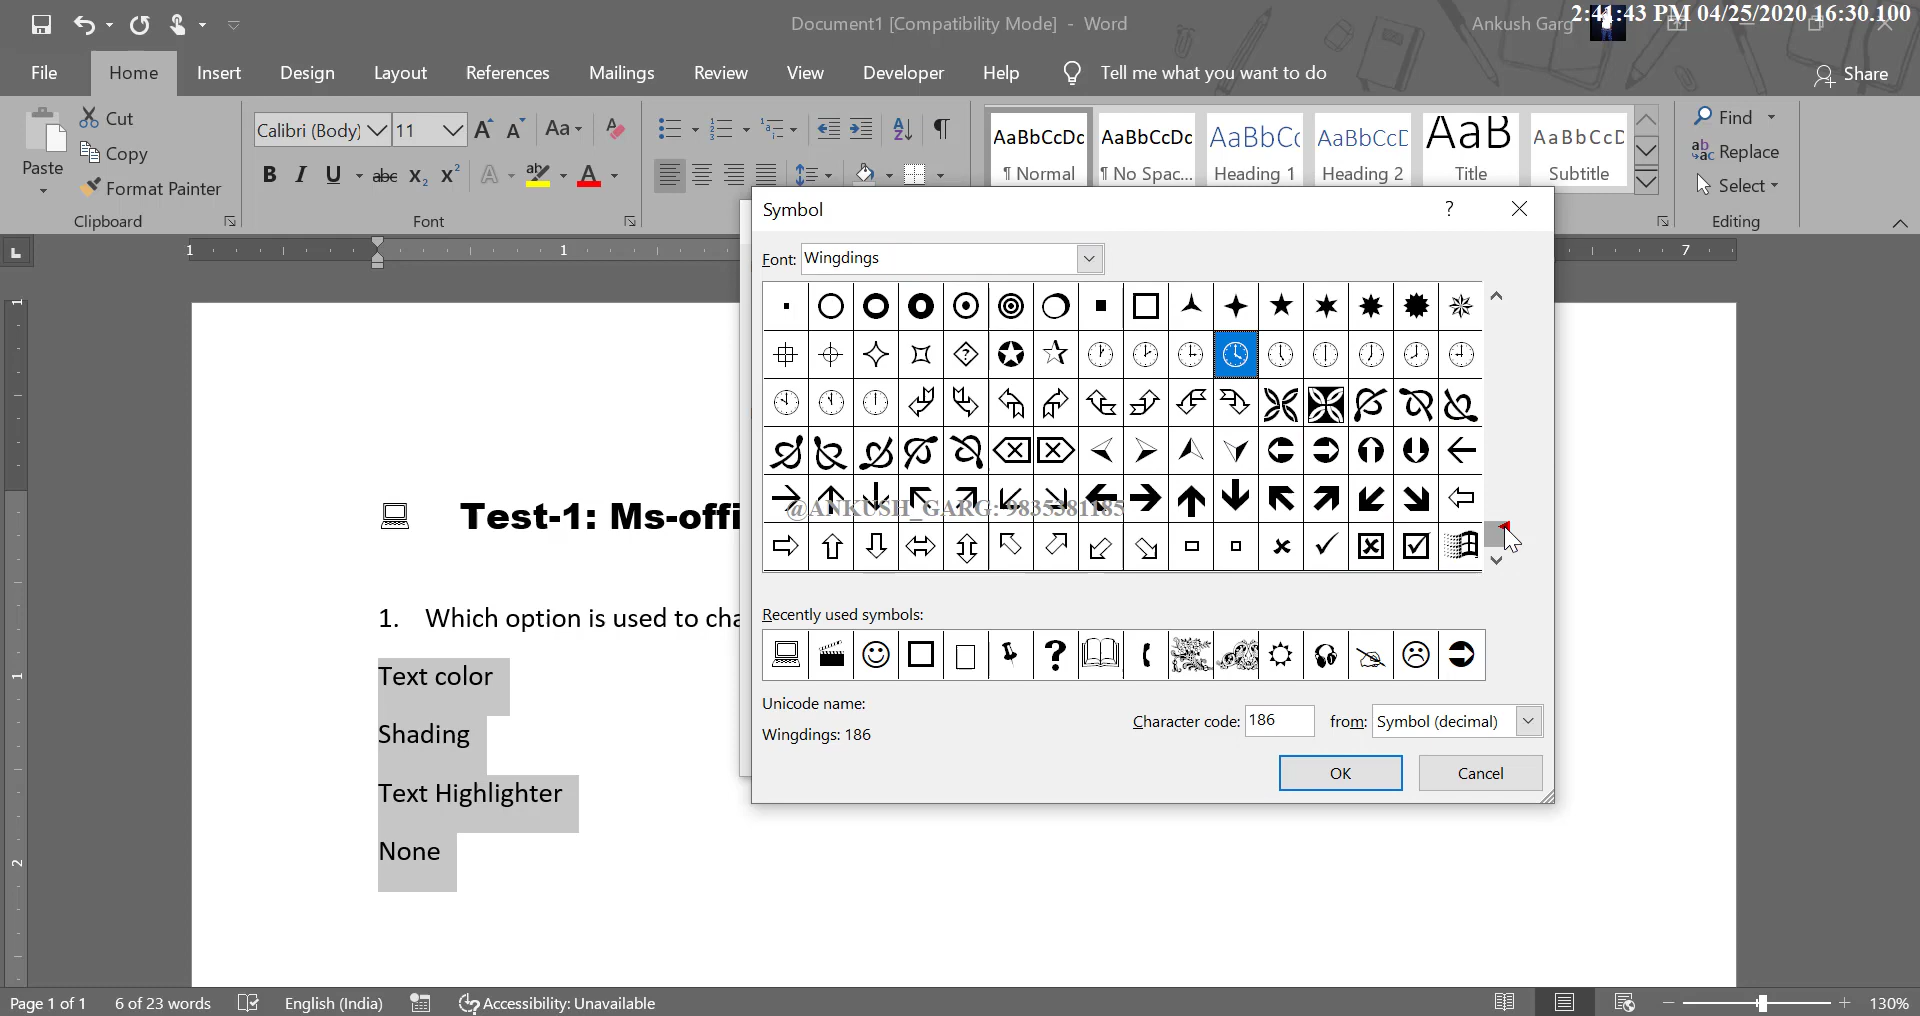 Document1 [Compatibility Mode] - Word
Ankush Garg
2:41:43 PM 04/25/2020 16:30.100
File Home Insert Design Layout References Mailings Review View Developer Help Tell me what you want to do Share
Paste
Cut
Copy
Format Painter
Clipboard
Calibri (Body) 11
Font
AaBbCcDc AaBbCcDc AaBbCc AaBbCcD AaB AaBbCcD
¶ Normal ¶ No Spac... Heading 1 Heading 2 Title Subtitle
Find
Replace
Select
Editing
1 1 7
Symbol
Font: Wingdings
@ANKUSH_GARG: 9835381185
Recently used symbols:
Unicode name:
Wingdings: 186
Character code: 186 from: Symbol (decimal)
OK Cancel
Test-1: Ms-offi
1. Which option is used to cha
Text color
Shading
Text Highlighter
None
Page 1 of 1 6 of 23 words English (India) Accessibility: Unavailable 130%